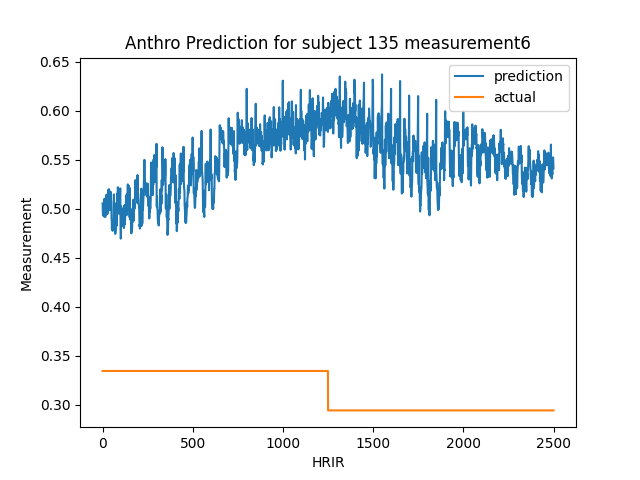 Anthro Prediction for subject 135 measurement6
prediction
actual
Measurement
0.65
0.60
0.55
0.50
0.45
0.40
0.35
0.30
0 500 1000 1500 2000 2500
HRIR